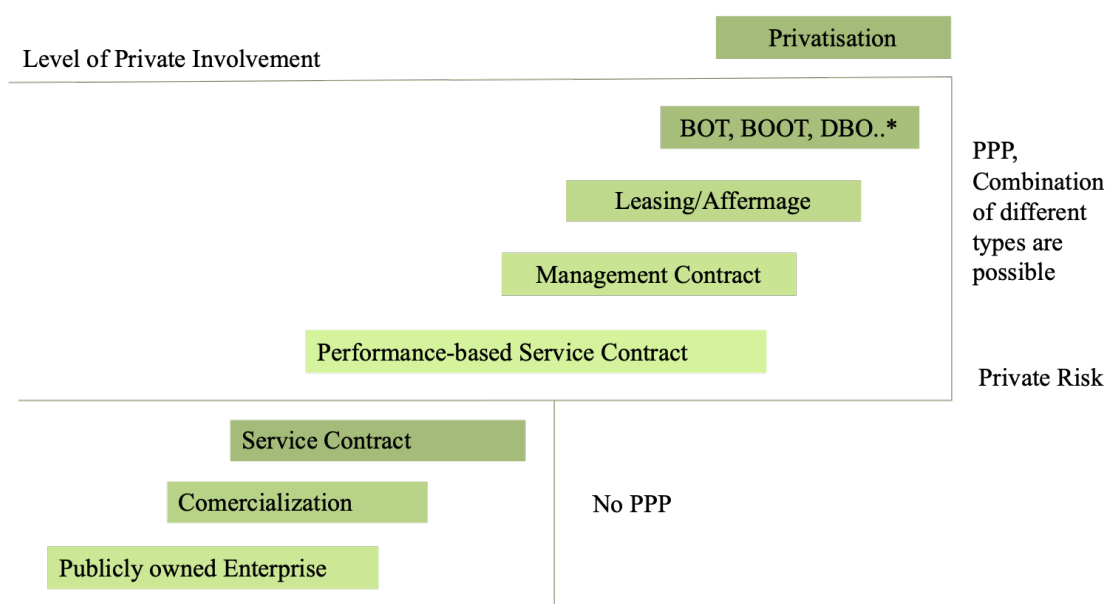 Privatisation
Level of Private Involvement
BOT, BOOT, DBO..*
PPP,
Combination
of different
types are
possible
Leasing/Affermage
Management Contract
Performance-based Service Contract
Private Risk
Service Contract
Comercialization
No PPP
Publicly owned Enterprise